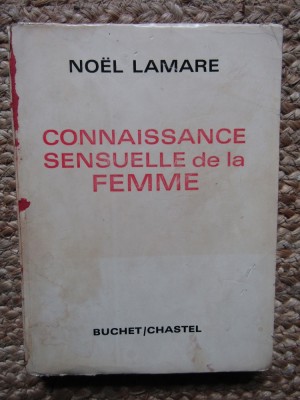 NOËL LAMARE
CONNAISSANCE
SENSUELLE de la
FEMME
BUCHET/CHASTEL